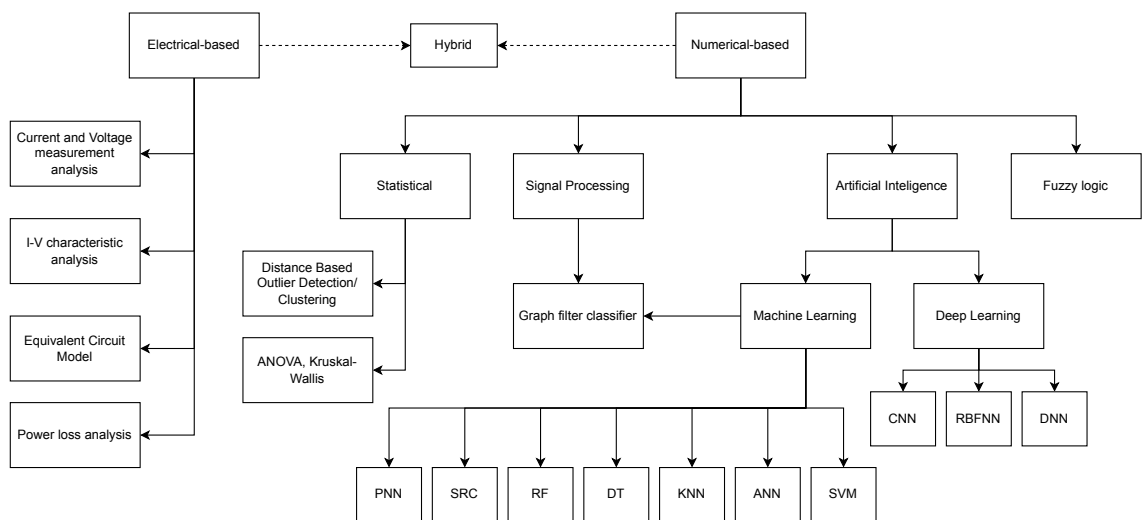 Electrical-based
Hybrid
Numerical-based
Current and Voltage
measurement
analysis
I-V characteristic
analysis
Equivalent Circuit
Model
Power loss analysis
Statistical
Signal Processing
Artificial Inteligence
Fuzzy logic
Distance Based
Outlier Detection/
Clustering
ANOVA, Kruskal-
Wallis
Graph filter classifier
Machine Learning
Deep Learning
CNN
RBFNN
DNN
PNN
SRC
RF
DT
KNN
ANN
SVM